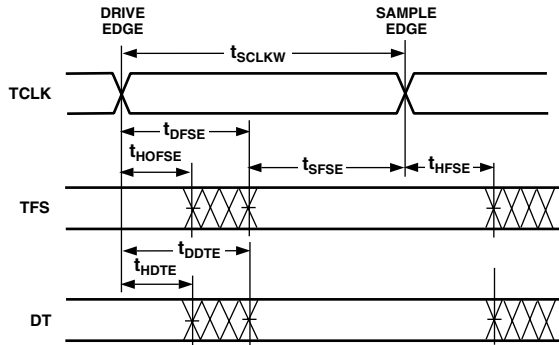 DRIVE EDGE
SAMPLE EDGE
tSCLKW
TCLK
tDFSE
tHOFSE
tSFSE
tHFSE
TFS
tDDTE
tHDTE
DT